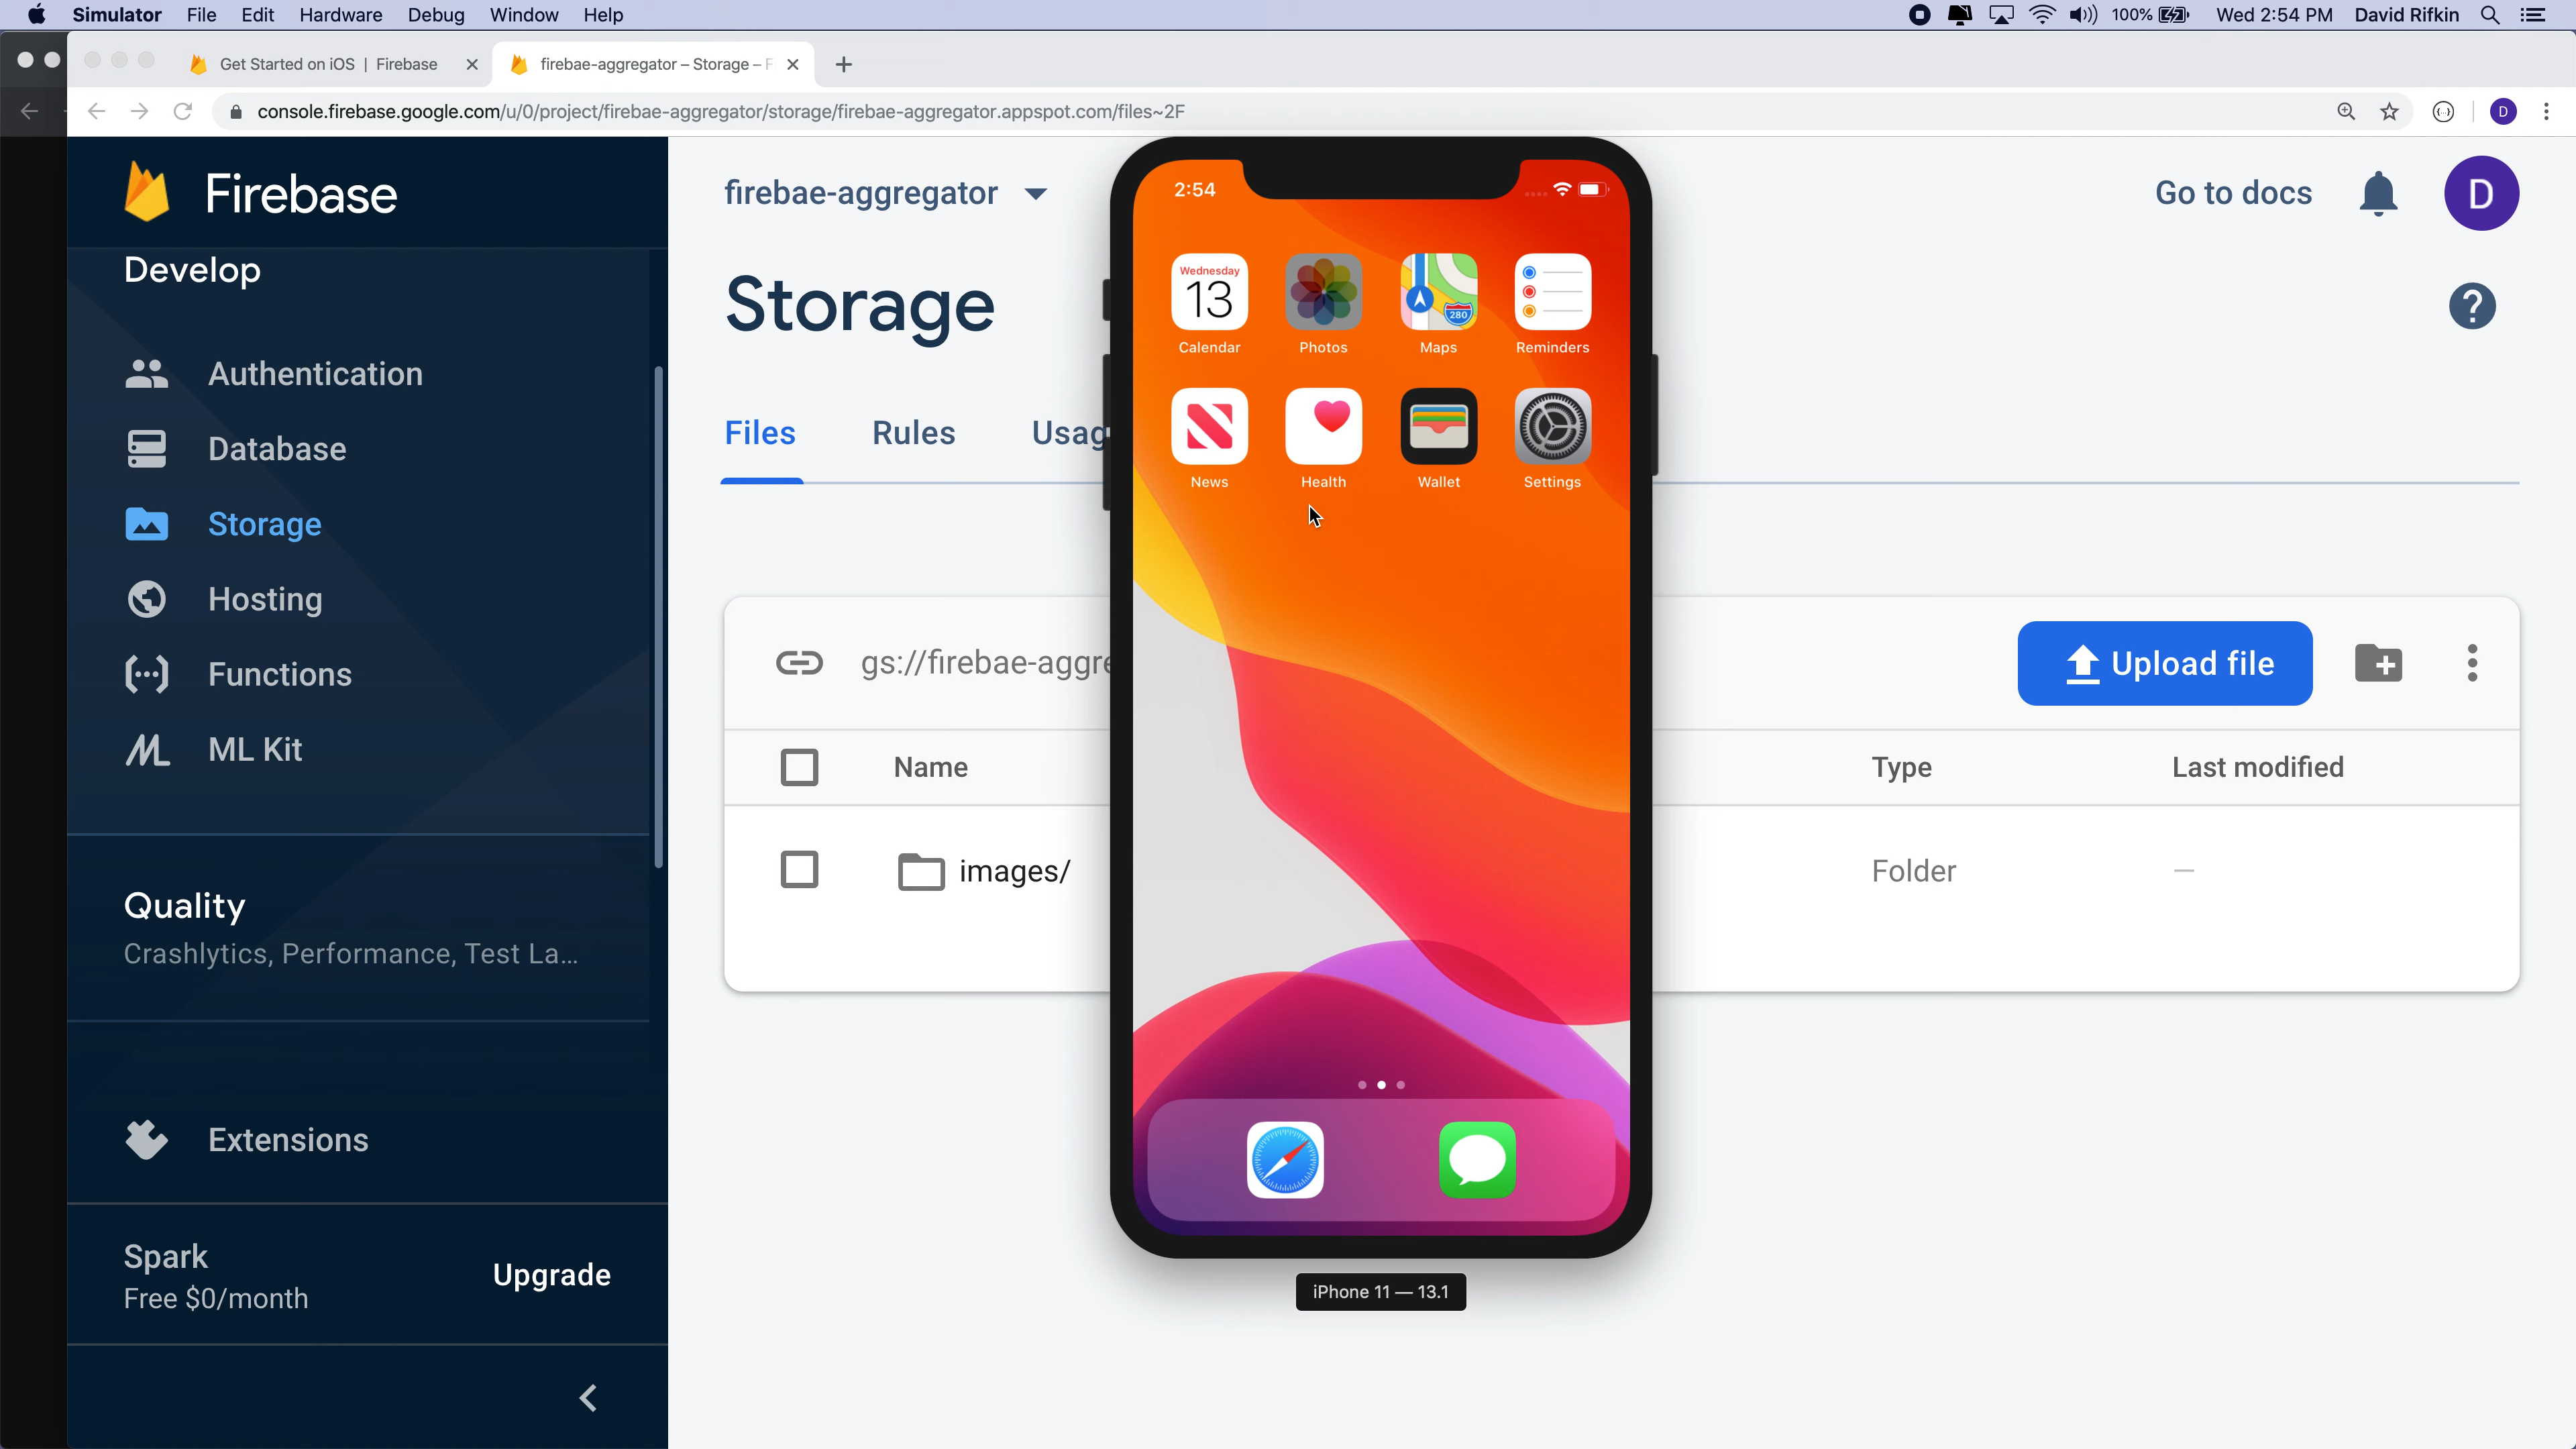 Simulator File Edit Hardware Debug Window Help
100% Wed 2:54 PM David Rifkin
Get Started on iOS | Firebase
firebae-aggregator – Storage – F
console.firebase.google.com/u/0/project/firebae-aggregator/storage/firebae-aggregator.appspot.com/files~2F
D
Firebase
Develop
Authentication
Database
Storage
Hosting
Functions
ML Kit
Quality
Crashlytics, Performance, Test La...
Extensions
Spark
Free $0/month
Upgrade
firebae-aggregator
Go to docs
D
Storage
?
Files Rules Usag
gs://firebae-aggre
Upload file
Name Type Last modified
images/ Folder —
2:54
Wednesday
13
280
Calendar Photos Maps Reminders
News Health Wallet Settings
iPhone 11 — 13.1